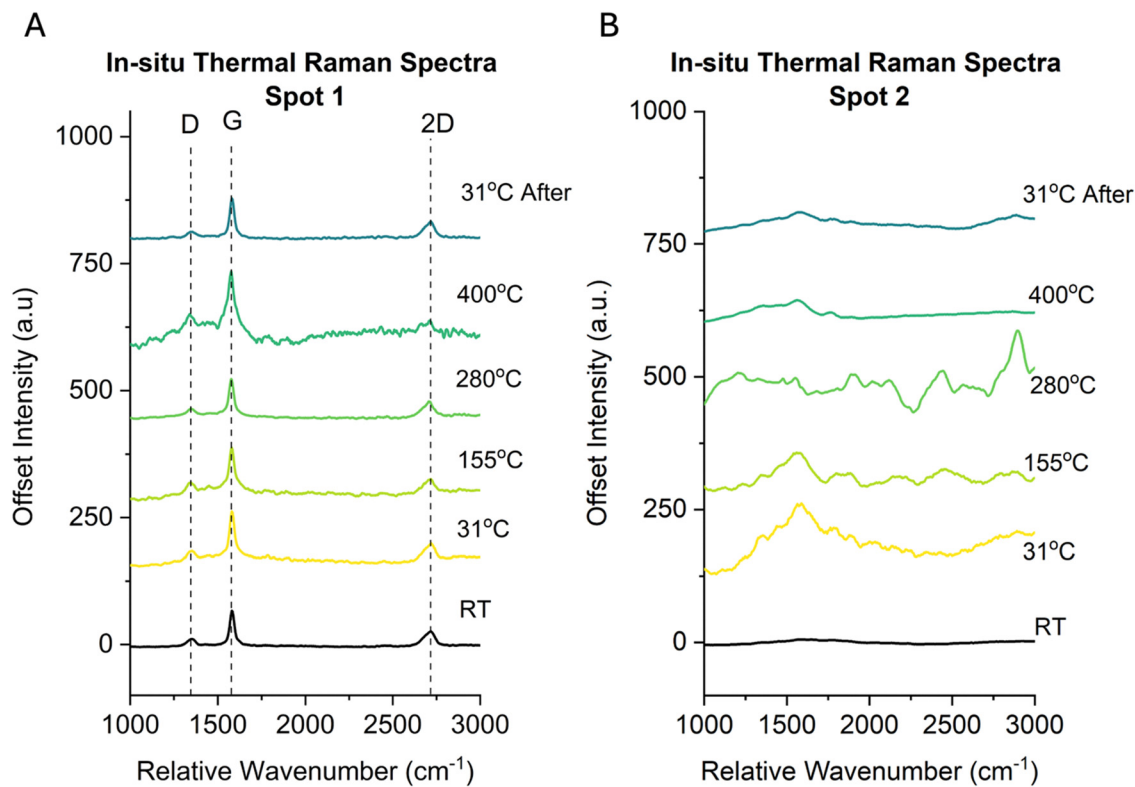 A
In-situ Thermal Raman Spectra
Spot 1
D
G
2D
1000
750
500
250
0
31°C After
400°C
280°C
155°C
31°C
RT
Offset Intensity (a.u)
1000
1500
2000
2500
3000
Relative Wavenumber (cm⁻¹)
B
In-situ Thermal Raman Spectra
Spot 2
1000
750
500
250
0
31°C After
400°C
280°C
155°C
31°C
RT
Offset Intensity (a.u.)
1000
1500
2000
2500
3000
Relative Wavenumber (cm⁻¹)